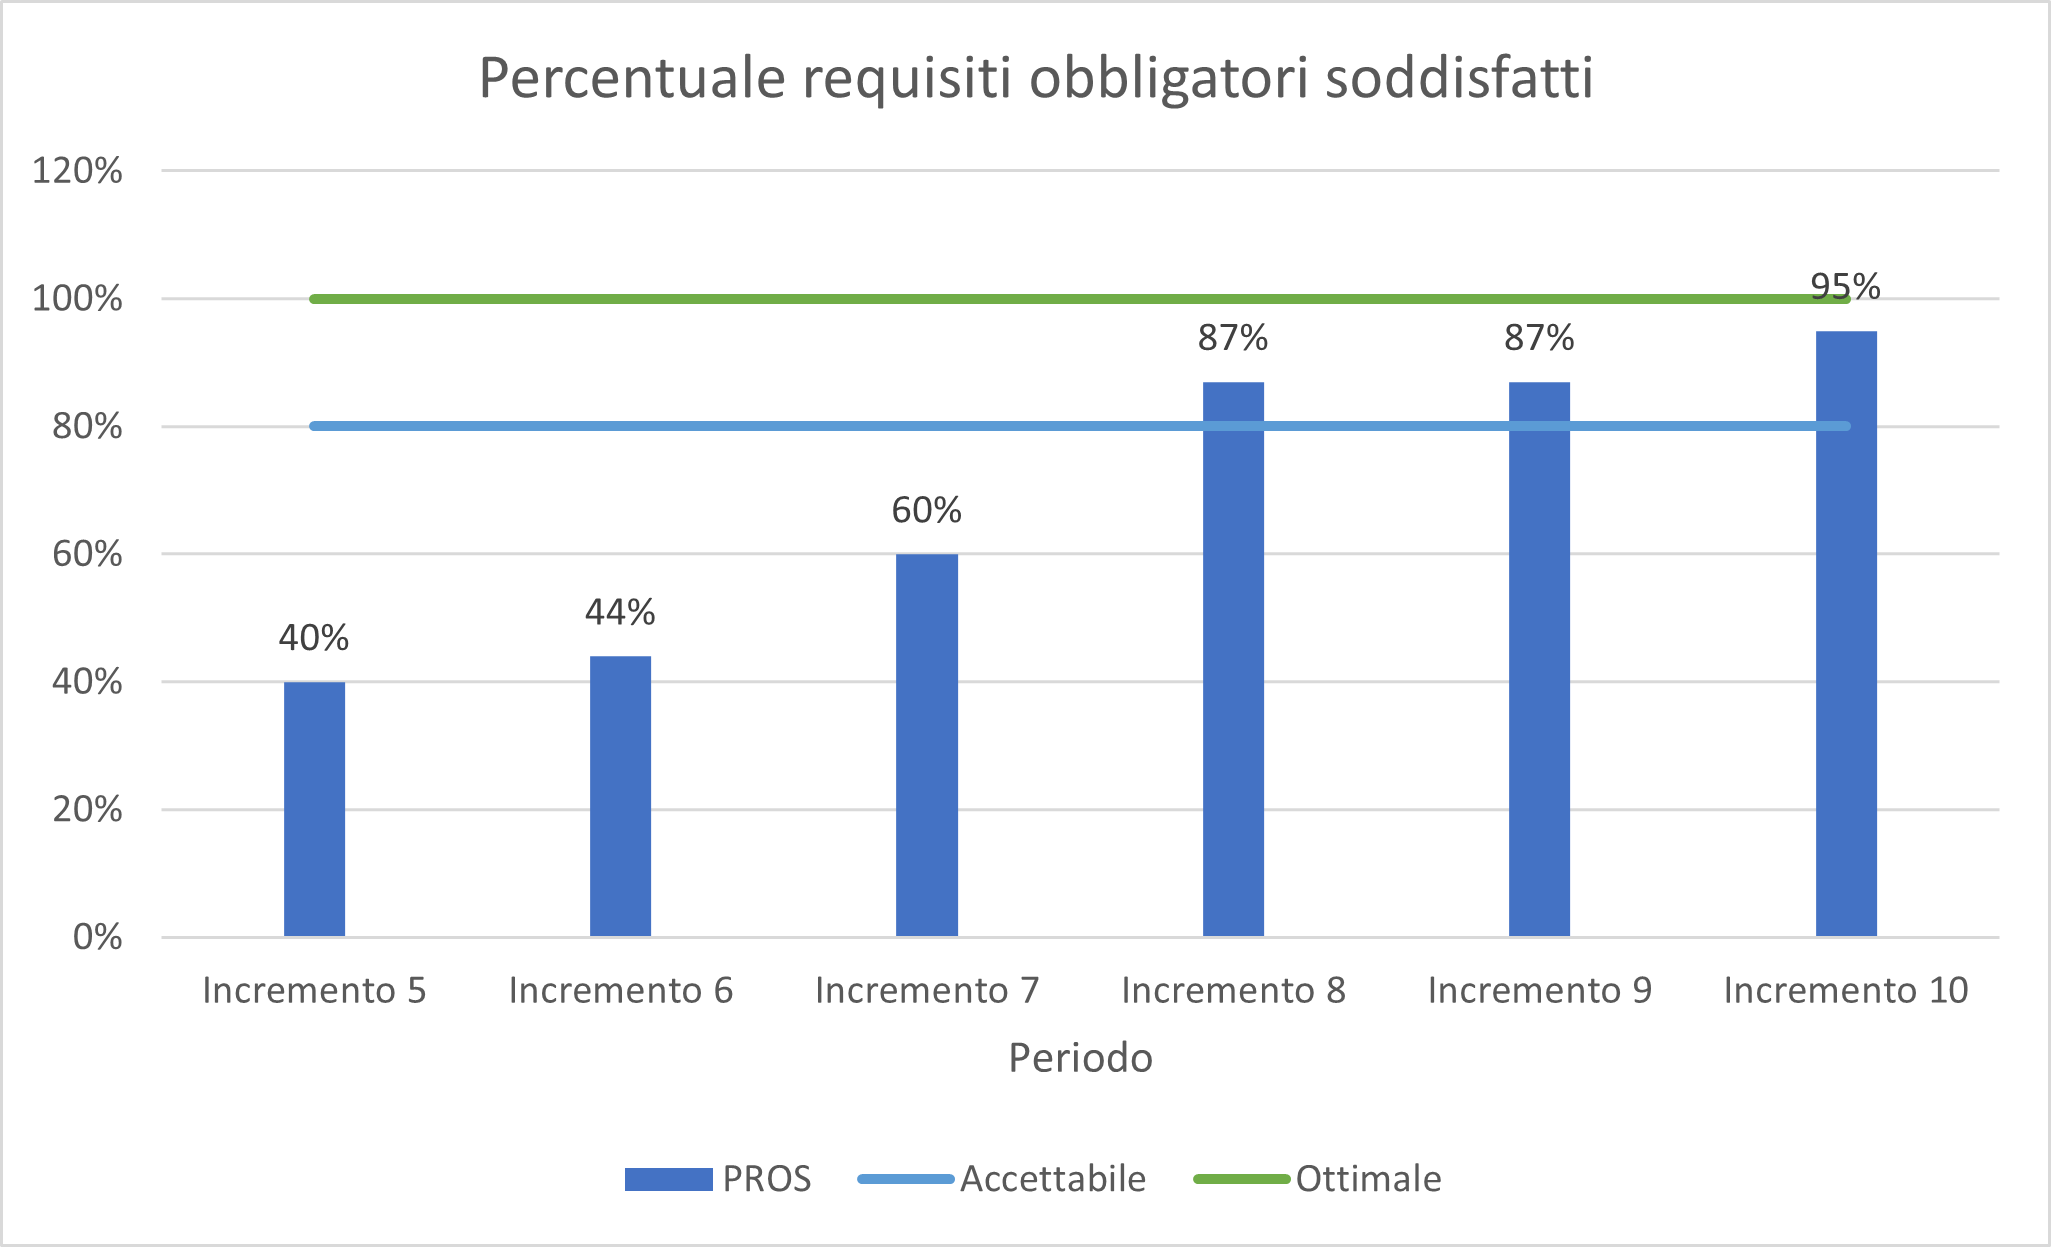 Percentuale requisiti obbligatori soddisfatti
120%
100%
80%
60%
40%
20%
0%
40%
44%
60%
87%
87%
95%
Incremento 5
Incremento 6
Incremento 7
Incremento 8
Incremento 9
Incremento 10
Periodo
PROS
Accettabile
Ottimale